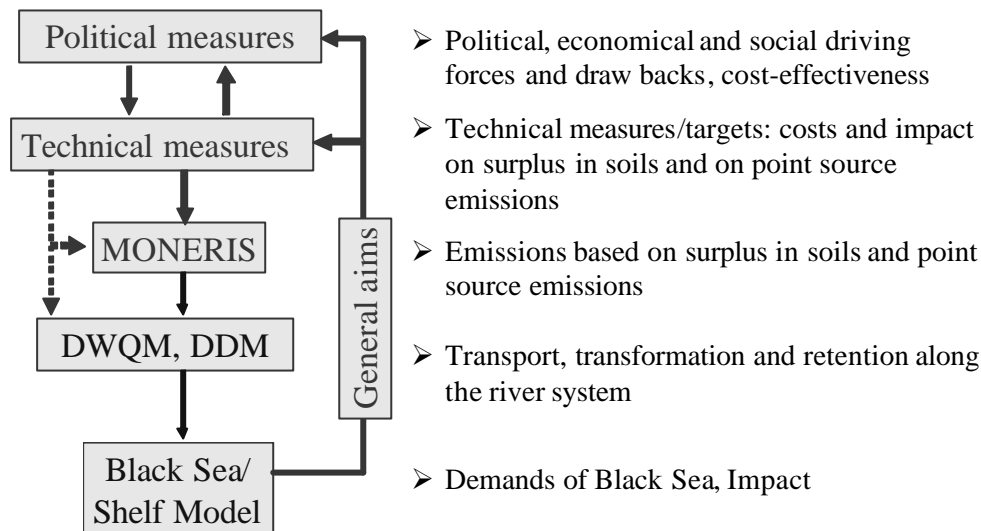 Political measures
➢ Political, economical and social driving
forces and draw backs, cost-effectiveness
Technical measures
➢ Technical measures/targets: costs and impact
on surplus in soils and on point source
emissions
MONERIS
➢ Emissions based on surplus in soils and point
source emissions
General aims
DWQM, DDM
➢ Transport, transformation and retention along
the river system
Black Sea/
Shelf Model
➢ Demands of Black Sea, Impact